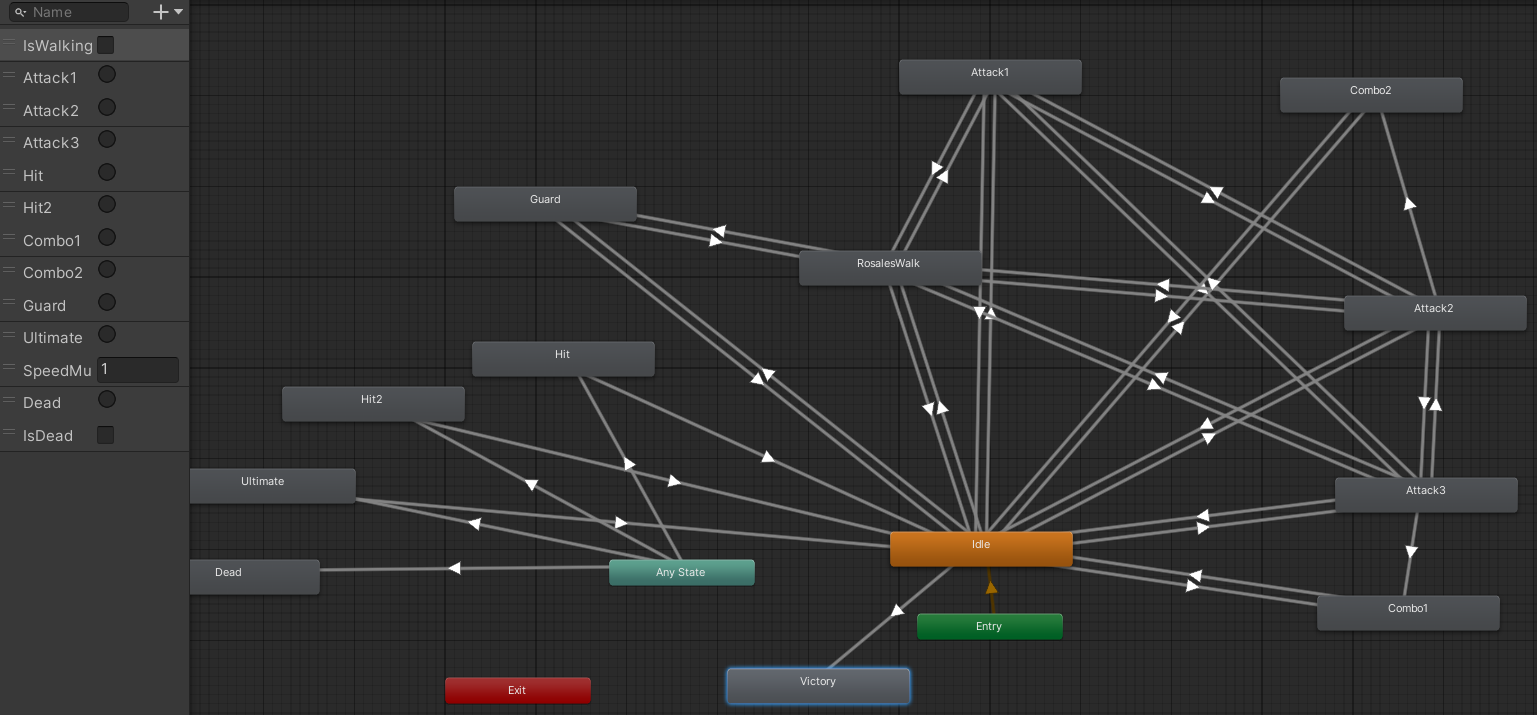 Name
IsWalking
Attack1
Attack2
Attack3
Hit
Hit2
Combo1
Combo2
Guard
Ultimate
SpeedMu 1
Dead
IsDead
Attack1
Combo2
Guard
RosalesWalk
Attack2
Hit
Hit2
Ultimate
Attack3
Idle
Dead
Any State
Combo1
Entry
Victory
Exit